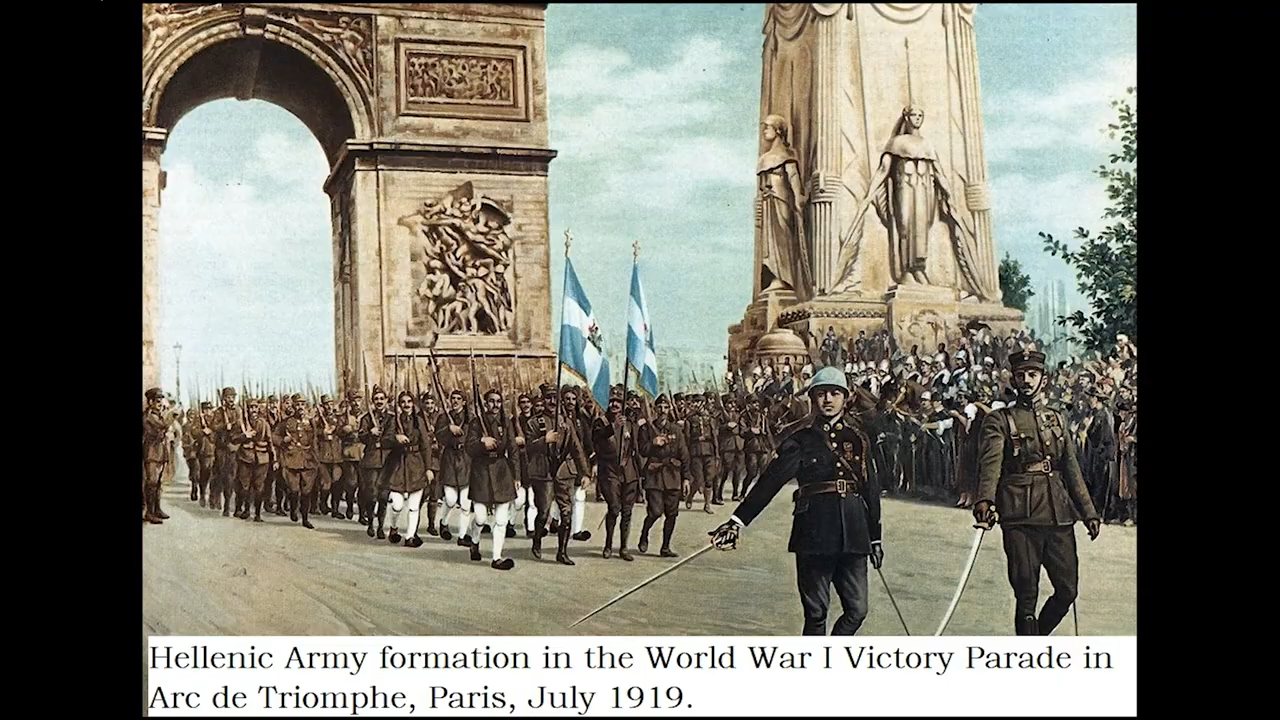 Hellenic Army formation in the World War I Victory Parade in
Arc de Triomphe, Paris, July 1919.